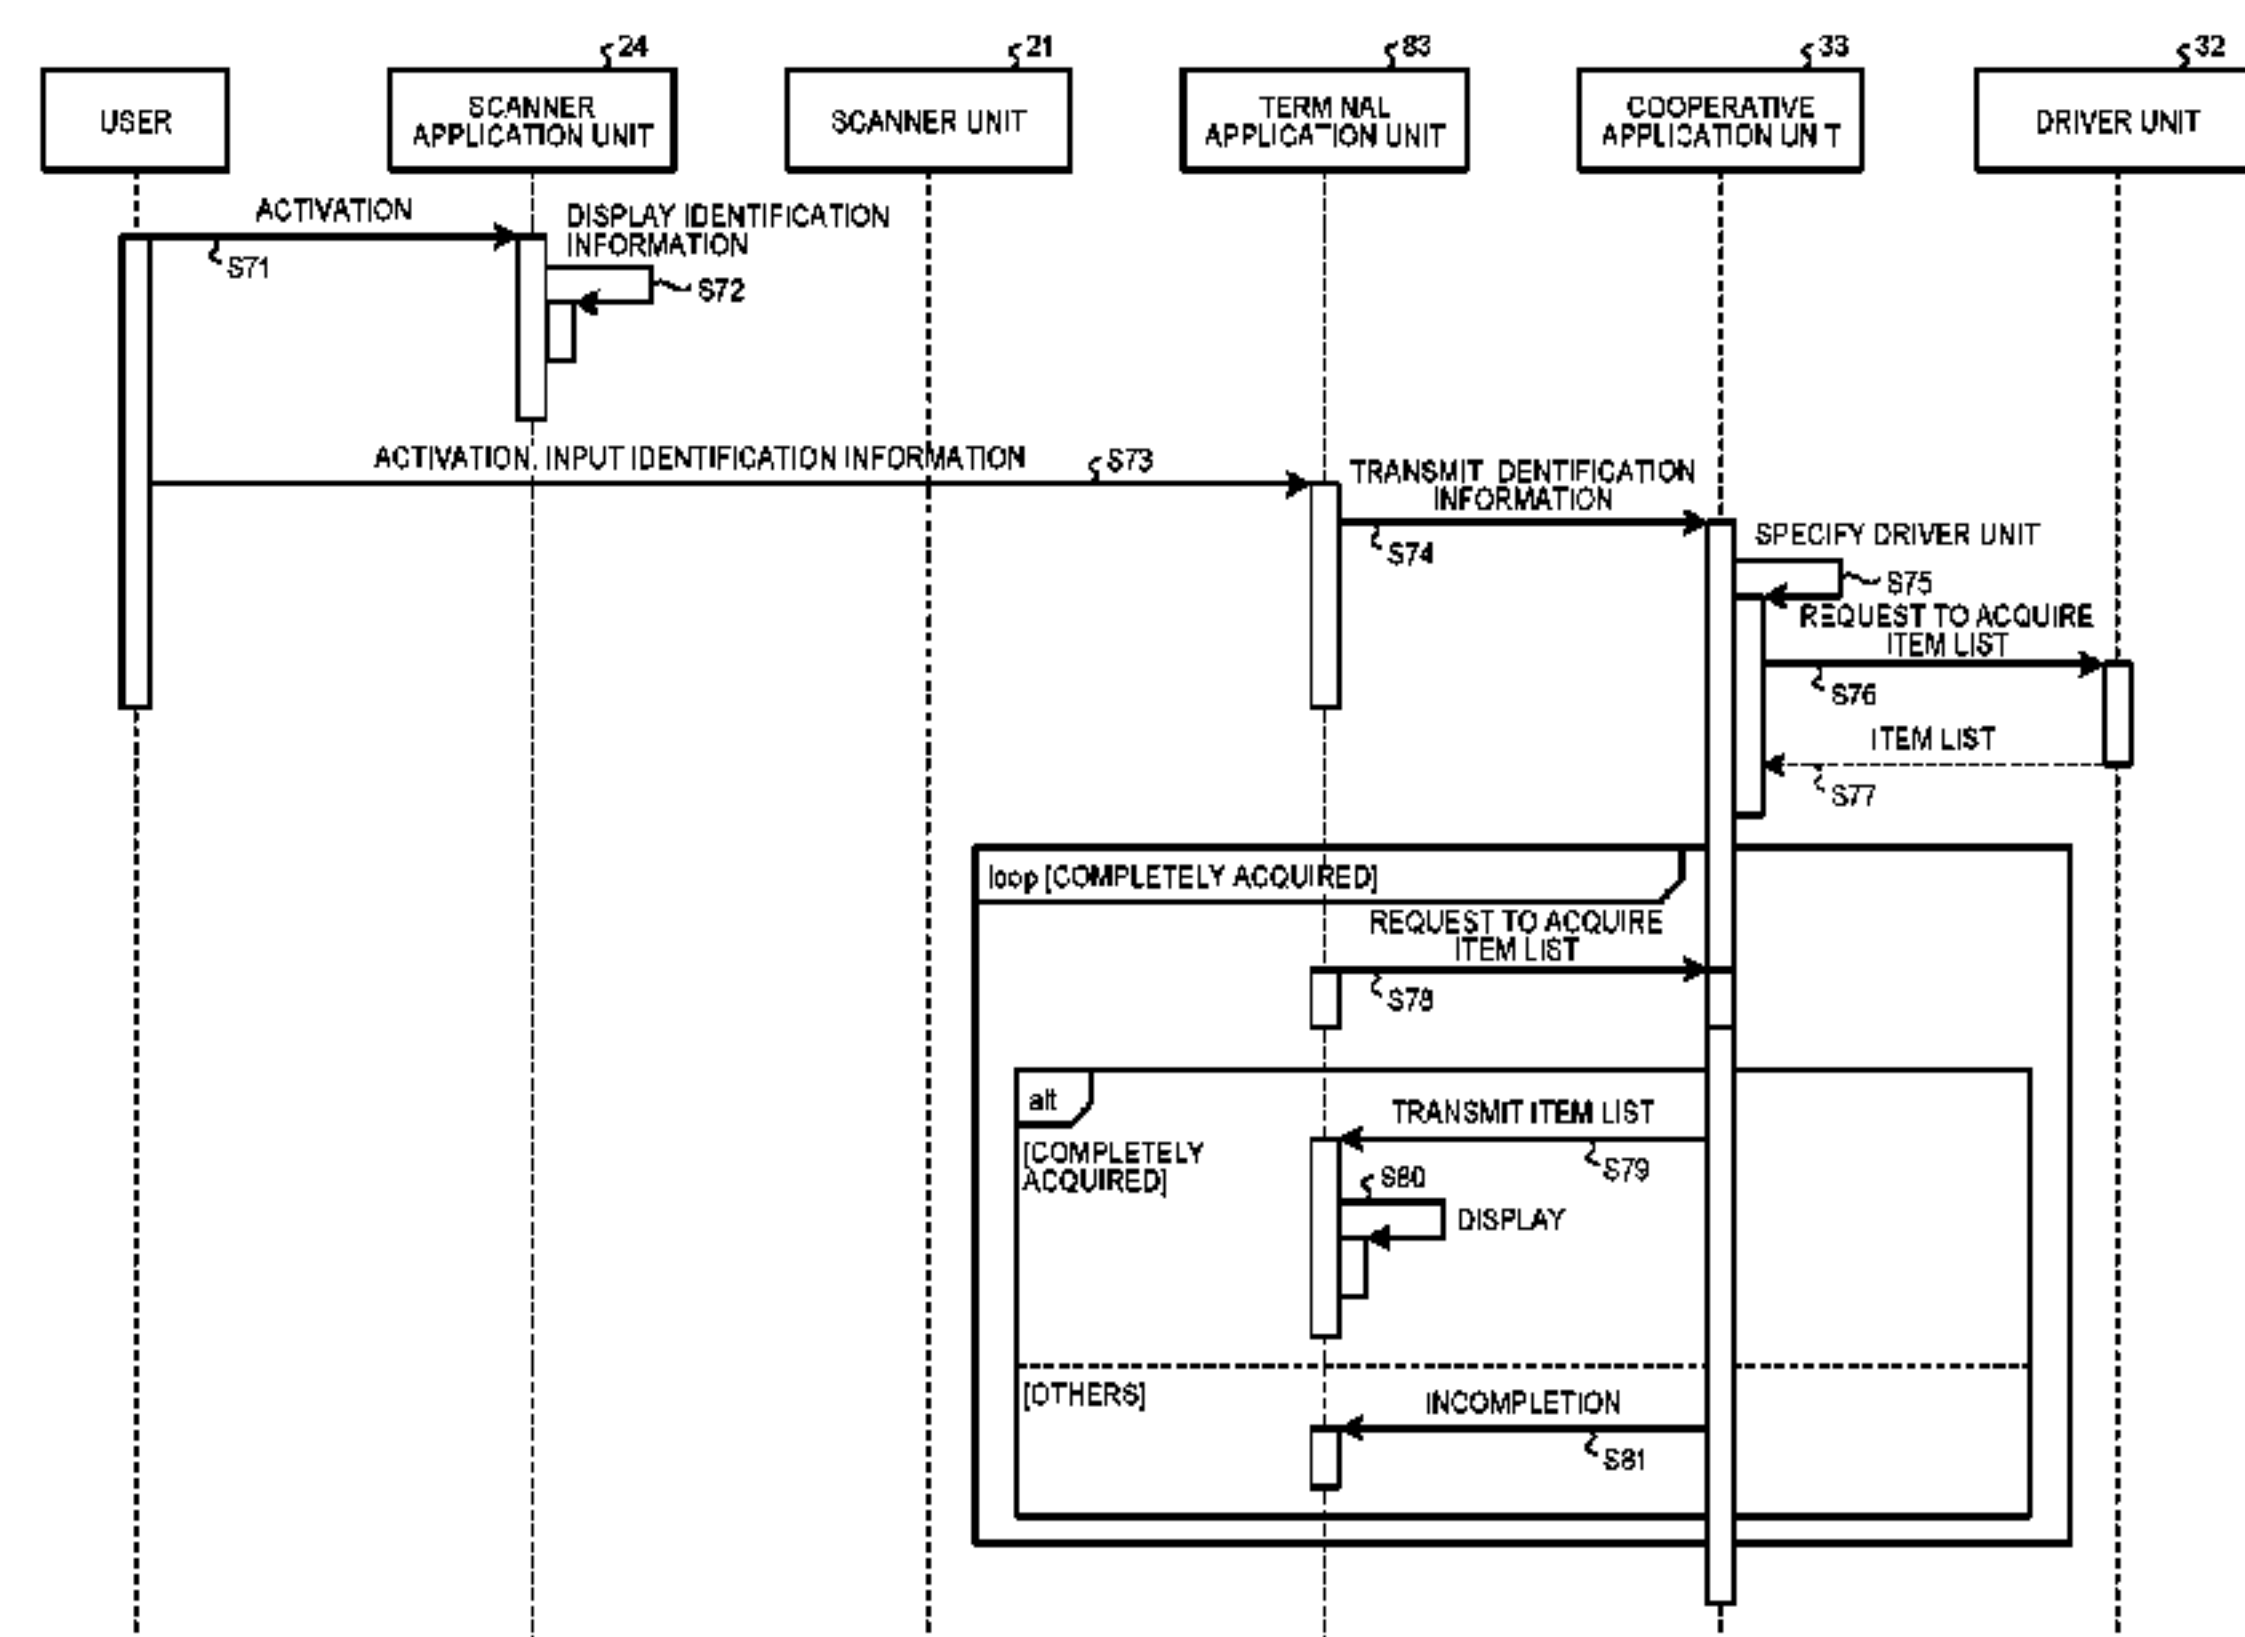 24
21
83
33
32
USER
SCANNER
APPLICATION UNIT
SCANNER UNIT
TERM NAL
APPLICATION UNIT
COOPERATIVE
APPLICATION UN T
DRIVER UNIT
ACTIVATION
S71
DISPLAY IDENTIFICATION
INFORMATION
S72
ACTIVATION, INPUT IDENTIFICATION INFORMATION
S73
TRANSMIT DENTIFICATION
INFORMATION
S74
SPECIFY DRIVER UNIT
S75
REQUEST TO ACQUIRE
ITEM LIST
S76
ITEM LIST
S77
loop [COMPLETELY ACQUIRED]
REQUEST TO ACQUIRE
ITEM LIST
S78
alt
[COMPLETELY
ACQUIRED]
TRANSMIT ITEM LIST
S79
S80
DISPLAY
[OTHERS]
INCOMPLETION
S81